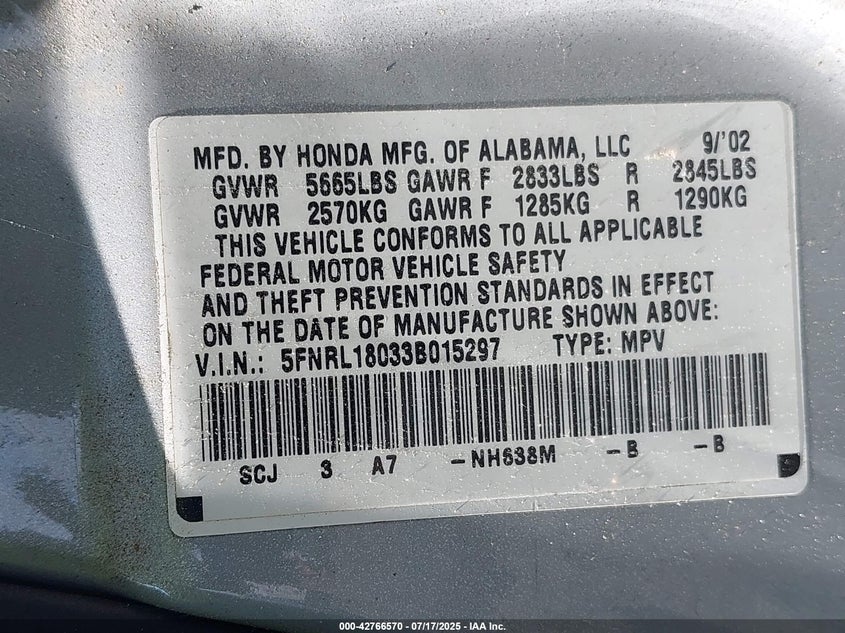 MFD. BY HONDA MFG. OF ALABAMA, LLC 9/'02
GVWR 5665LBS GAWR F 2833LBS R 2845LBS
GVWR 2570KG GAWR F 1285KG R 1290KG
THIS VEHICLE CONFORMS TO ALL APPLICABLE
FEDERAL MOTOR VEHICLE SAFETY
AND THEFT PREVENTION STANDARDS IN EFFECT
ON THE DATE OF MANUFACTURE SHOWN ABOVE:
V.I.N.: 5FNRL18033B015297 TYPE: MPV
SCJ 3 A7 -NH638M -B -B
000-42766570 - 07/17/2025 - IAA Inc.